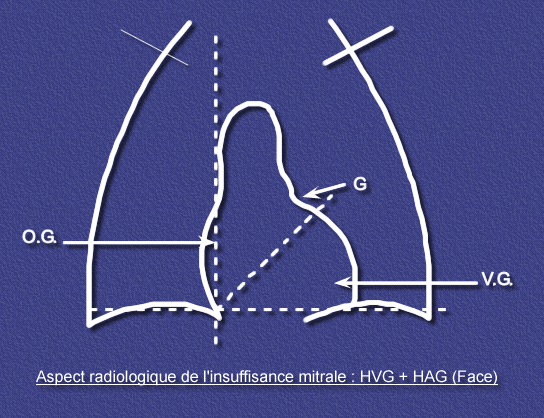 G
O.G.
V.G.
Aspect radiologique de l'insuffisance mitrale : HVG + HAG (Face)